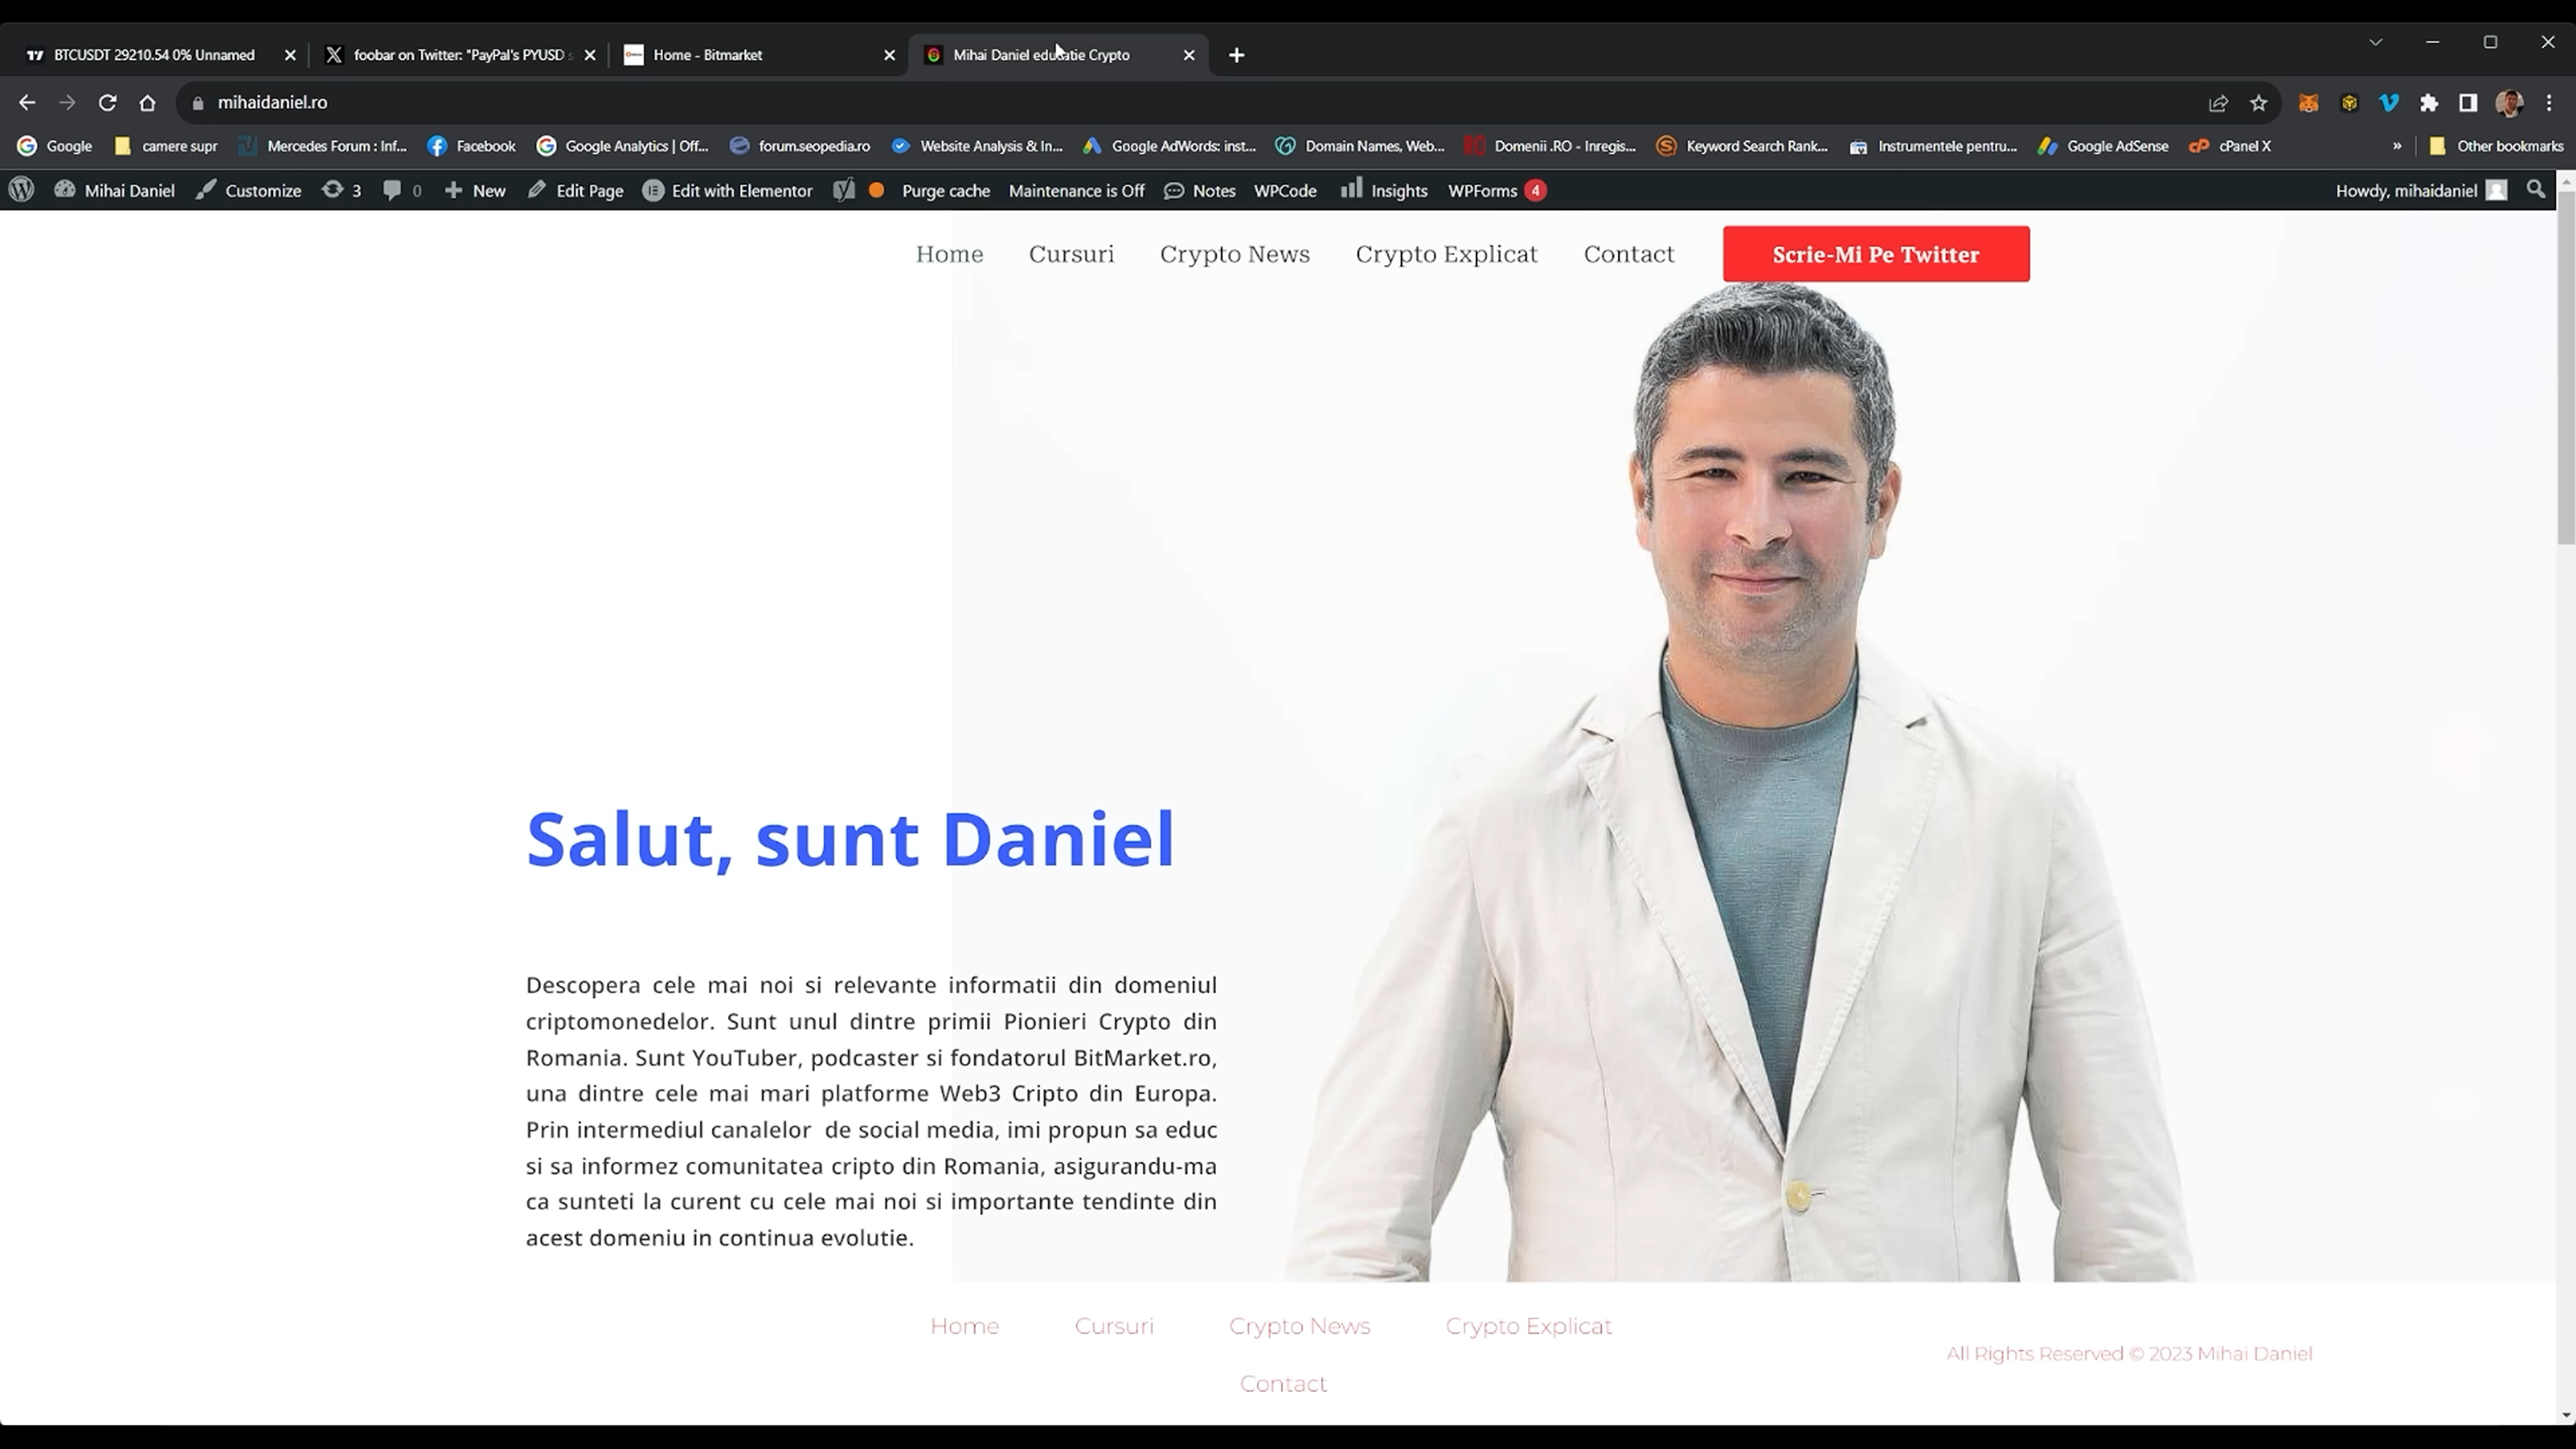 BTCUSDT 29210.54 0% Unnamed
foobar on Twitter: "PayPal's PYUSD
Home - Bitmarket
Mihai Daniel educatie Crypto
mihaidaniel.ro
Google
camere supr
Mercedes Forum : Inf...
Facebook
Google Analytics | Off...
forum.seopedia.ro
Website Analysis & In...
Google AdWords: inst...
Domain Names, Web...
Domenii .RO - Inregis...
Keyword Search Rank...
Instrumentele pentru...
Google AdSense
cPanel X
»
Other bookmarks
Mihai Daniel
Customize
3
0
New
Edit Page
Edit with Elementor
Purge cache
Maintenance is Off
Notes
WPCode
Insights
WPForms 4
Howdy, mihaidaniel
Home
Cursuri
Crypto News
Crypto Explicat
Contact
Scrie-Mi Pe Twitter
Salut, sunt Daniel
Descopera cele mai noi si relevante informatii din domeniul
criptomonedelor. Sunt unul dintre primii Pionieri Crypto din
Romania. Sunt YouTuber, podcaster si fondatorul BitMarket.ro,
una dintre cele mai mari platforme Web3 Cripto din Europa.
Prin intermediul canalelor de social media, imi propun sa educ
si sa informez comunitatea cripto din Romania, asigurandu-ma
ca sunteti la curent cu cele mai noi si importante tendinte din
acest domeniu in continua evolutie.
Home
Cursuri
Crypto News
Crypto Explicat
Contact
All Rights Reserved © 2023 Mihai Daniel